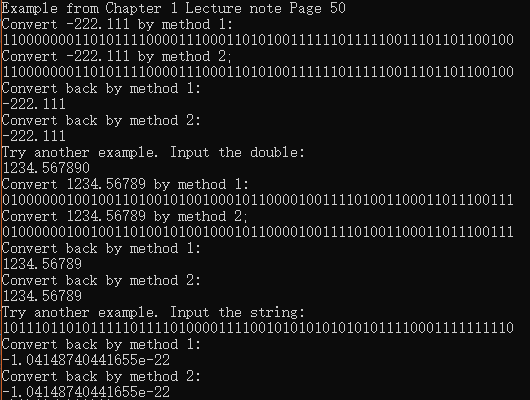 Example from Chapter 1 Lecture note Page 50
Convert -222.111 by method 1:
1100000001101011110000111000110101001111110111110011101101100100
Convert -222.111 by method 2;
1100000001101011110000111000110101001111110111110011101101100100
Convert back by method 1:
-222.111
Convert back by method 2:
-222.111
Try another example. Input the double:
1234.567890
Convert 1234.56789 by method 1:
0100000010010011010010100100010110000100111101001100011011100111
Convert 1234.56789 by method 2;
0100000010010011010010100100010110000100111101001100011011100111
Convert back by method 1:
1234.56789
Convert back by method 2:
1234.56789
Try another example. Input the string:
1011101101011111011110100001111001010101010101010111100011111110
Convert back by method 1:
-1.04148740441655e-22
Convert back by method 2:
-1.04148740441655e-22